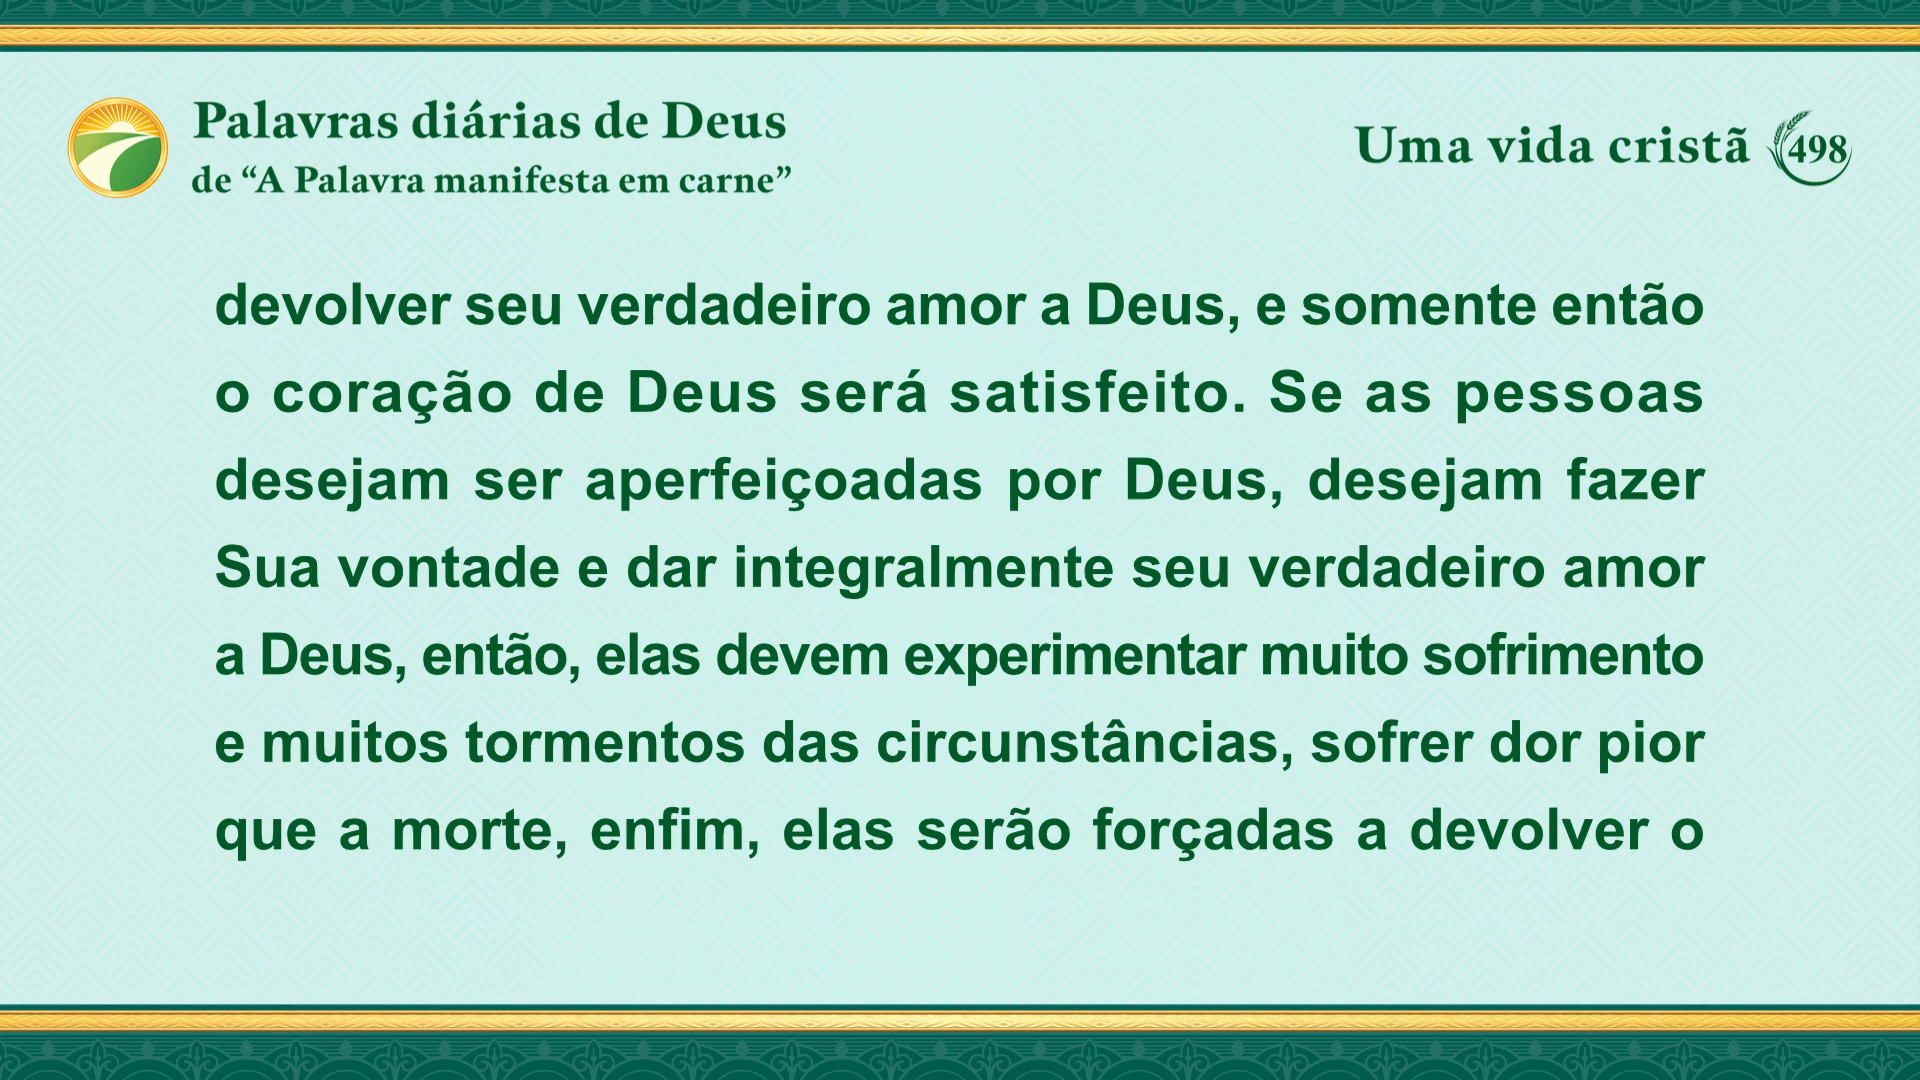 Palavras diárias de Deus
de “A Palavra manifesta em carne”
Uma vida cristã 498
devolver seu verdadeiro amor a Deus, e somente então
o coração de Deus será satisfeito. Se as pessoas
desejam ser aperfeiçoadas por Deus, desejam fazer
Sua vontade e dar integralmente seu verdadeiro amor
a Deus, então, elas devem experimentar muito sofrimento
e muitos tormentos das circunstâncias, sofrer dor pior
que a morte, enfim, elas serão forçadas a devolver o